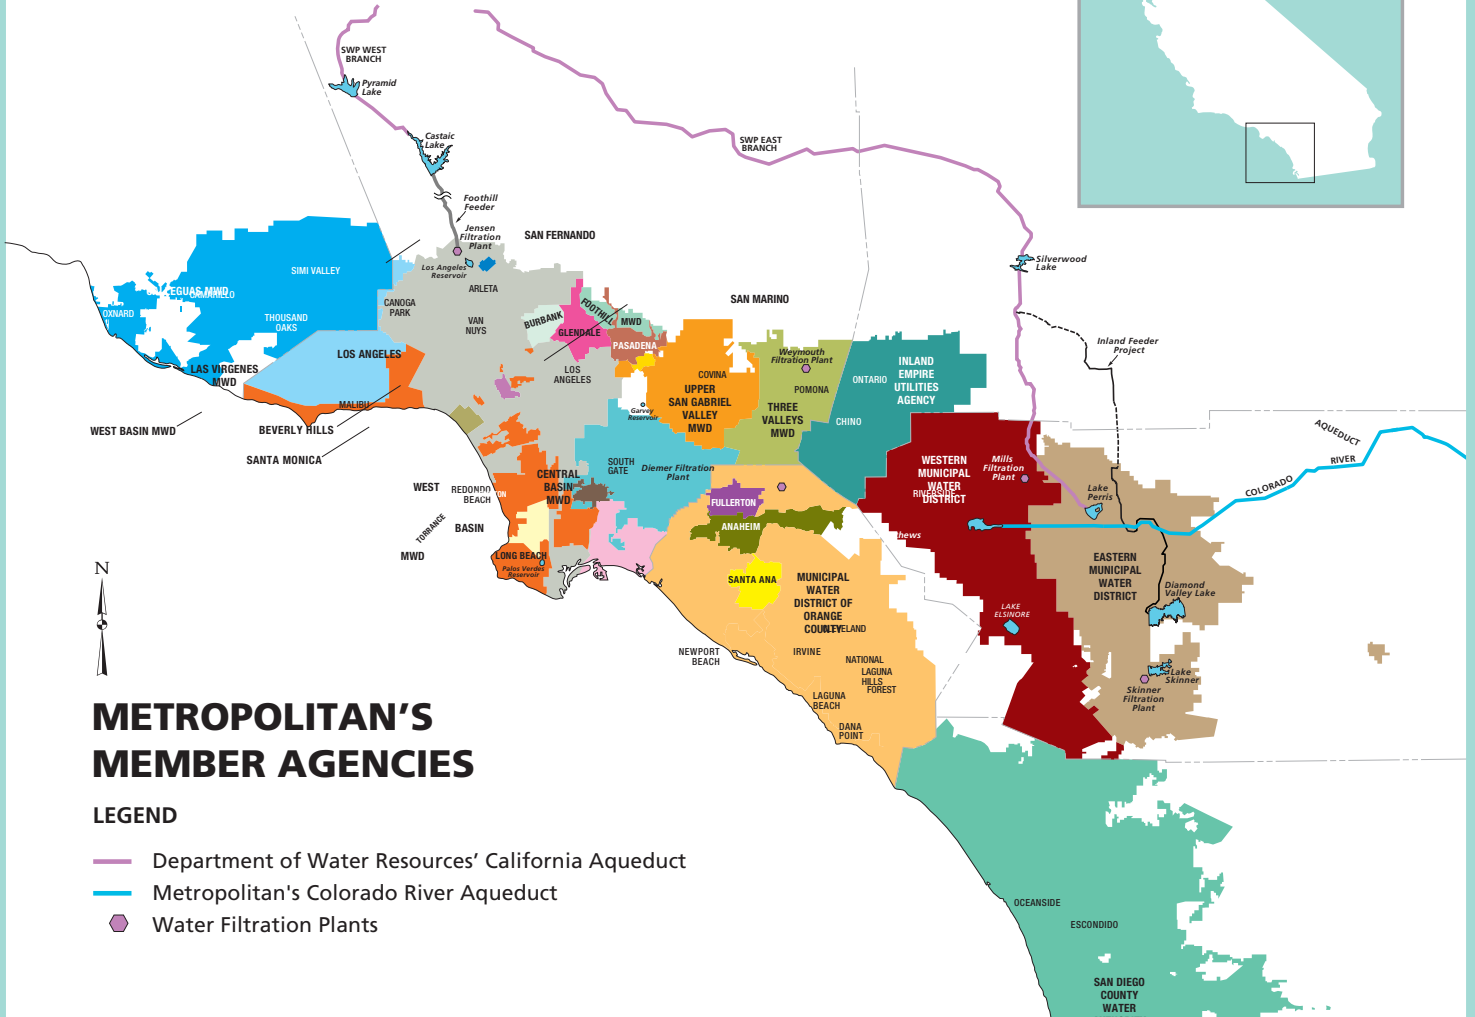 SWP WEST
BRANCH
Pyramid
Lake
Castaic
Lake
SWP EAST
BRANCH
Foothill
Feeder
Jensen
Filtration
Plant
SAN FERNANDO
Los Angeles
Reservoir
Silverwood
Lake
SIMI VALLEY
ARLETA
CAMARILLO
OXNARD
CANOGA
PARK
SAN MARINO
THOUSAND
OAKS
VAN
NUYS
BURBANK
FOOTHILL
MWD
GLENDALE
PASADENA
Inland Feeder
Project
LOS ANGELES
Weymouth
Filtration Plant
INLAND
EMPIRE
UTILITIES
AGENCY
LAS VIRGENES
MWD
LOS
ANGELES
COVINA
ONTARIO
POMONA
UPPER
SAN GABRIEL
VALLEY
MWD
MALIBU
Garvey
Reservoir
THREE
VALLEYS
MWD
CHINO
WEST BASIN MWD
BEVERLY HILLS
SANTA MONICA
AQUEDUCT
RIVER
COLORADO
SOUTH
GATE
Diemer Filtration
Plant
WESTERN
MUNICIPAL
WATER
DISTRICT
RIVERSIDE
Mills
Filtration
Plant
CENTRAL
BASIN
MWD
WEST
REDONDO
BEACH
TON
Lake
Perris
FULLERTON
TORRANCE
BASIN
ANAHEIM
hews
MWD
LONG BEACH
Palos Verdes
Reservoir
EASTERN
MUNICIPAL
WATER
DISTRICT
N
SANTA ANA
MUNICIPAL
WATER
DISTRICT OF
ORANGE
COUNTY
Diamond
Valley Lake
LAKE
ELSINORE
NEWPORT
BEACH
IRVINE
NATIONAL
LAGUNA
HILLS
FOREST
Lake
Skinner
Skinner
Filtration
Plant
LAGUNA
BEACH
DANA
POINT
METROPOLITAN'S
MEMBER AGENCIES
LEGEND
Department of Water Resources' California Aqueduct
Metropolitan's Colorado River Aqueduct
Water Filtration Plants
OCEANSIDE
ESCONDIDO
SAN DIEGO
COUNTY
WATER